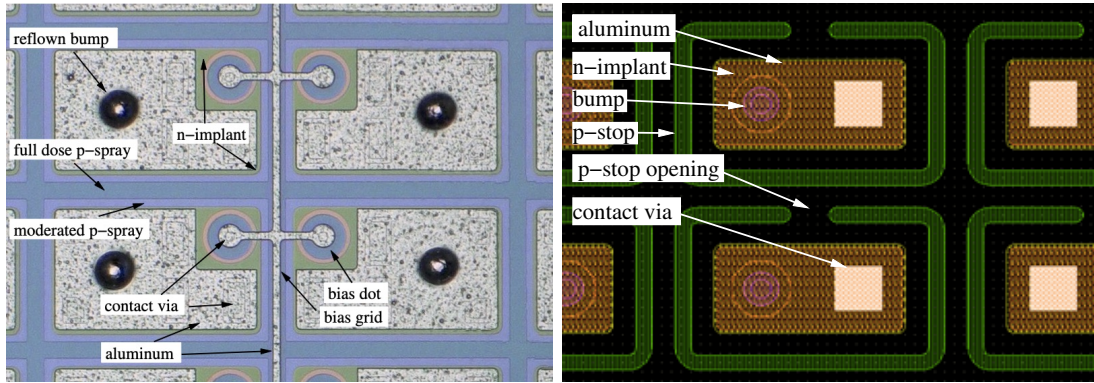 reflown bump
n−implant
full dose p−spray
moderated p−spray
contact via
bias dot
bias grid
aluminum
aluminum
n−implant
bump
p−stop
p−stop opening
contact via